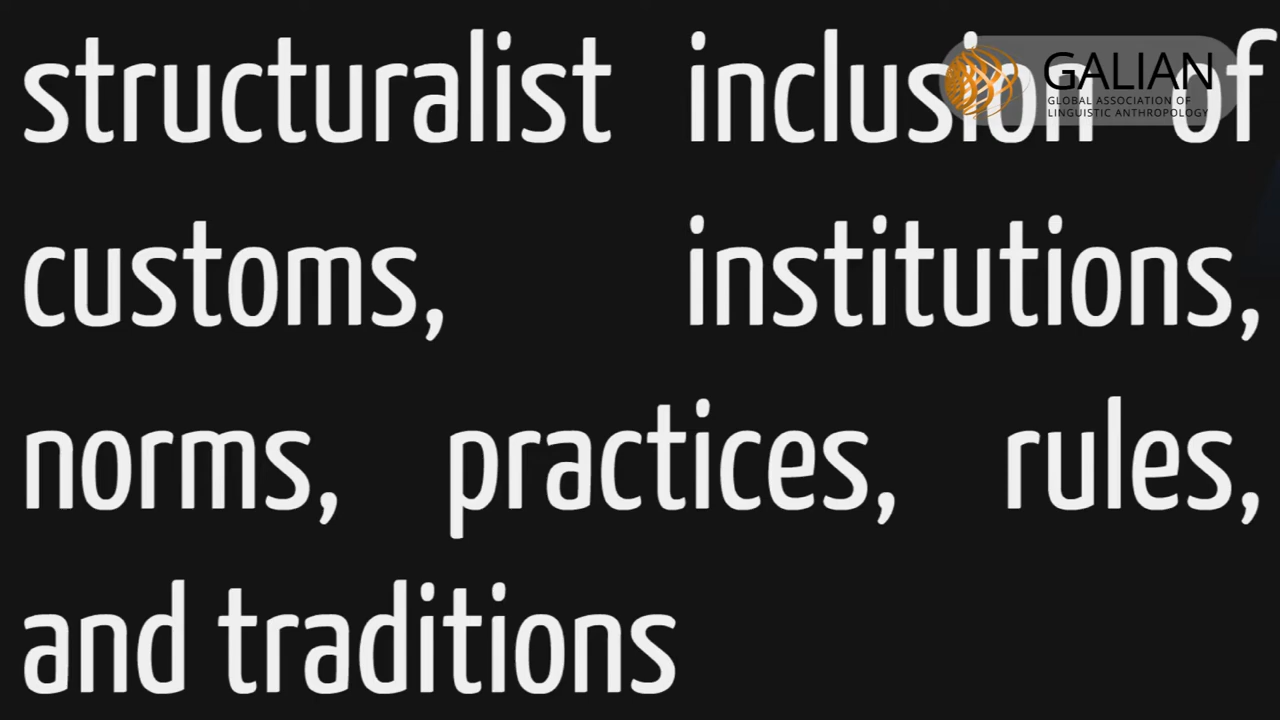 structuralist inclusion of
customs, institutions,
norms, practices, rules,
and traditions
GALIAN
GLOBAL ASSOCIATION OF
LINGUISTIC ANTHROPOLOGY